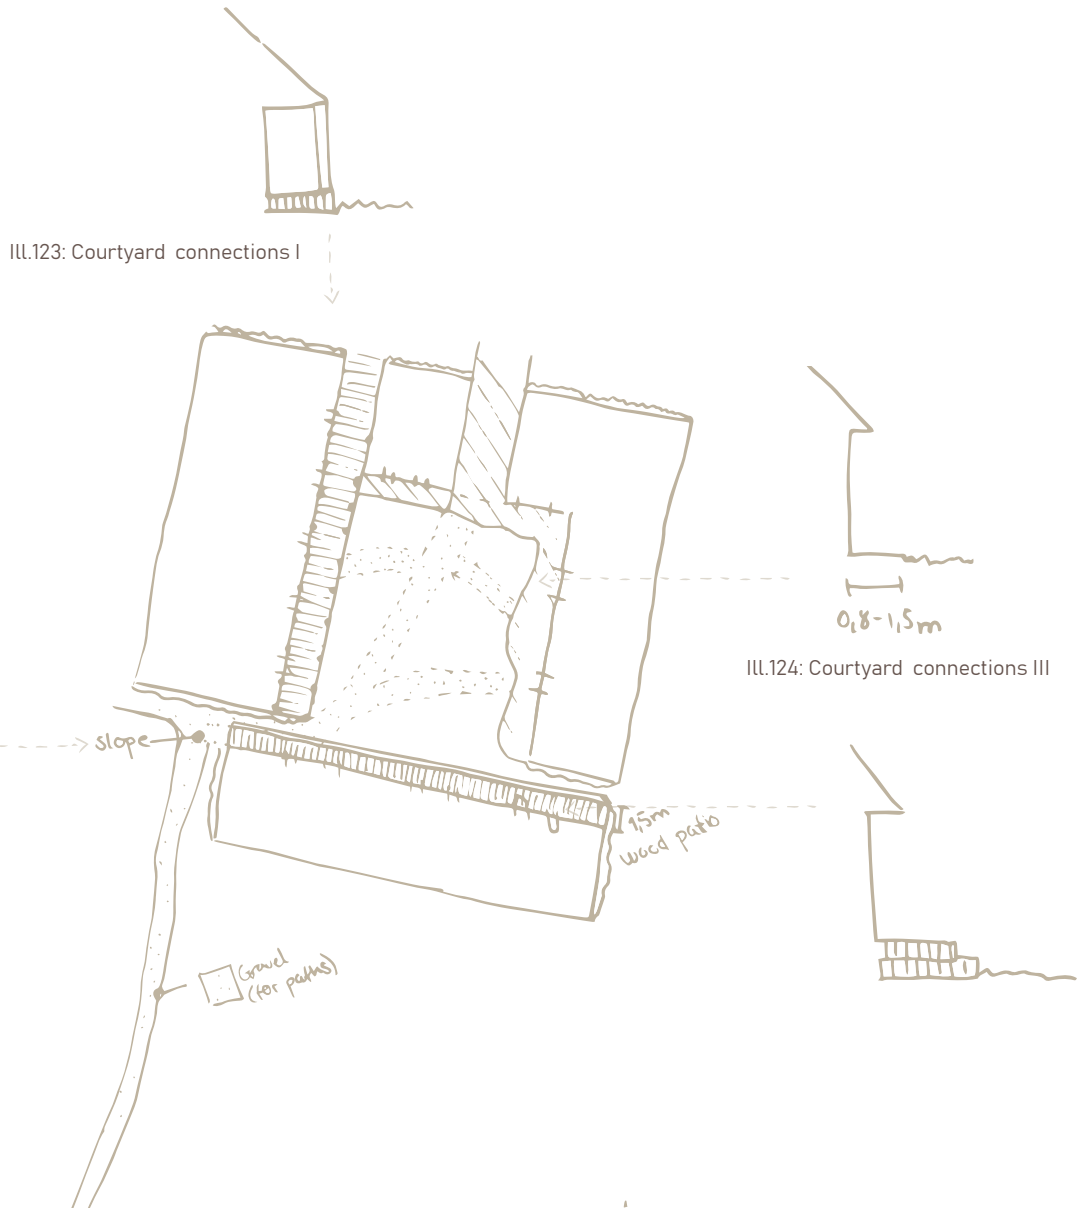 Ill.123: Courtyard connections I
0,8-1,5m
Ill.124: Courtyard connections III
slope
1,5m
wood patio
Gravel
(for paths)